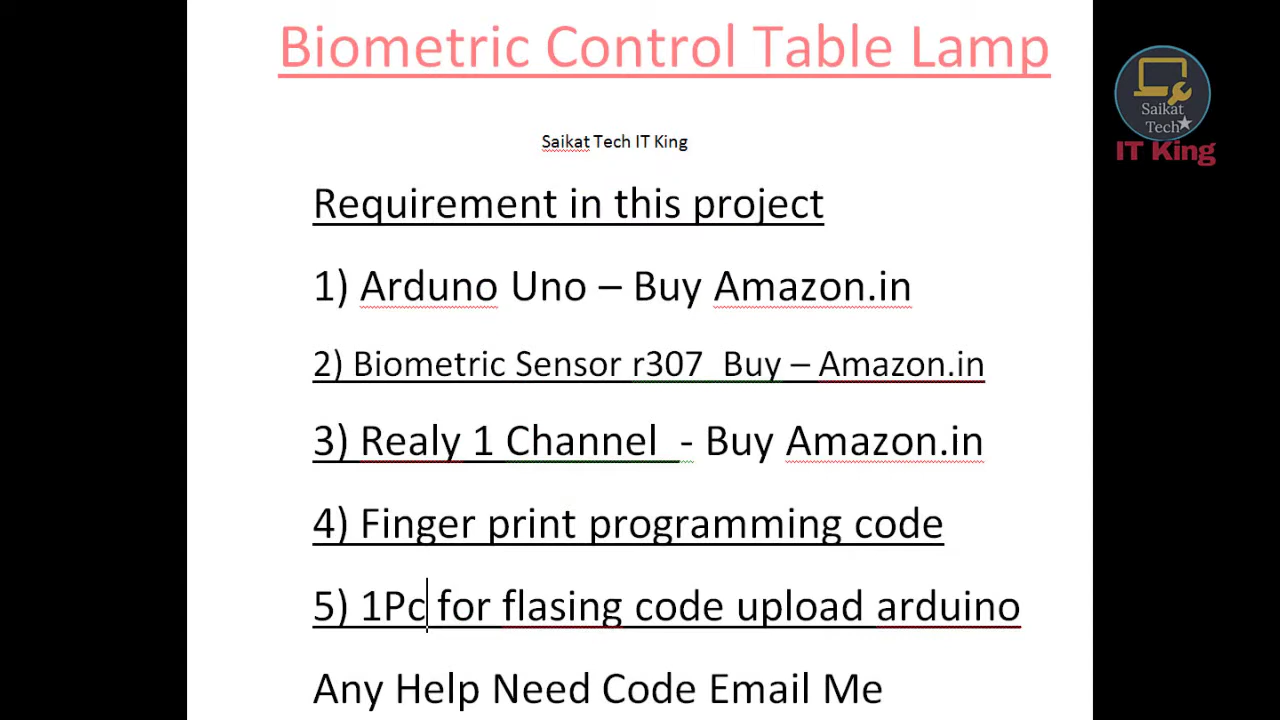 Biometric Control Table Lamp
Saikat
Tech
IT King
Saikat Tech IT King
Requirement in this project
1) Arduno Uno – Buy Amazon.in
2) Biometric Sensor r307  Buy – Amazon.in
3) Realy 1 Channel  - Buy Amazon.in
4) Finger print programming code
5) 1Pc for flasing code upload arduino
Any Help Need Code Email Me